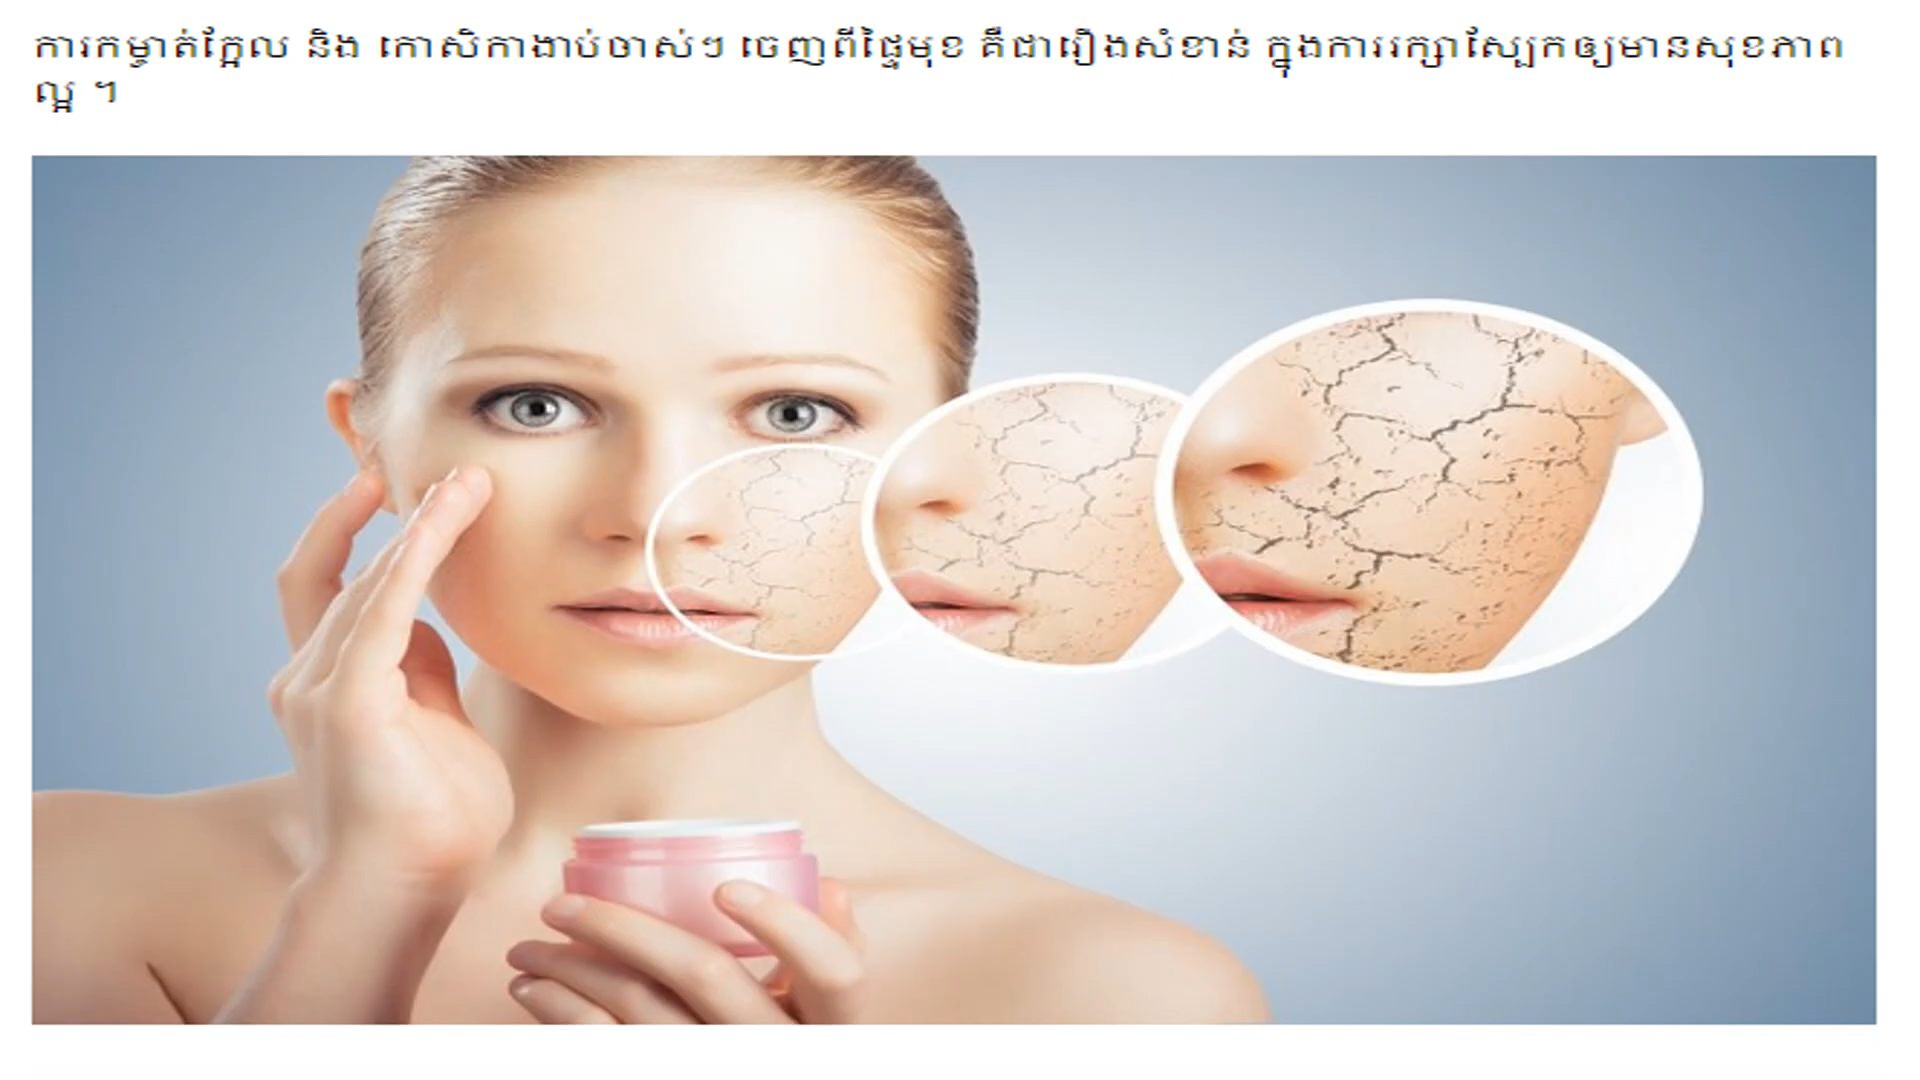 ការកម្ចាត់ក្អែល និង កោសិកាងាប់ចាស់ៗ ចេញពីផ្ទៃមុខ គឺជារឿងសំខាន់ ក្នុងការរក្សាស្បែកឲ្យមានសុខភាព
ល្អ ។